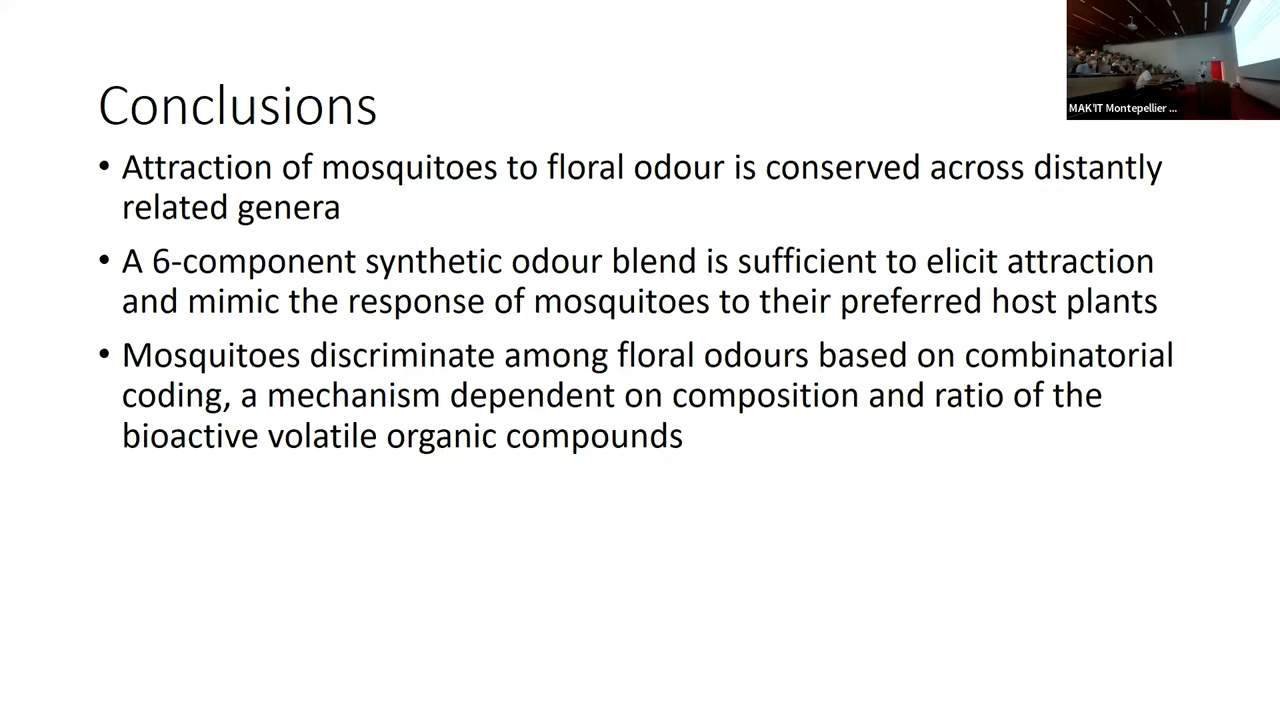 MAK'IT Montepellier ...
Conclusions
• Attraction of mosquitoes to floral odour is conserved across distantly
related genera
• A 6-component synthetic odour blend is sufficient to elicit attraction
and mimic the response of mosquitoes to their preferred host plants
• Mosquitoes discriminate among floral odours based on combinatorial
coding, a mechanism dependent on composition and ratio of the
bioactive volatile organic compounds